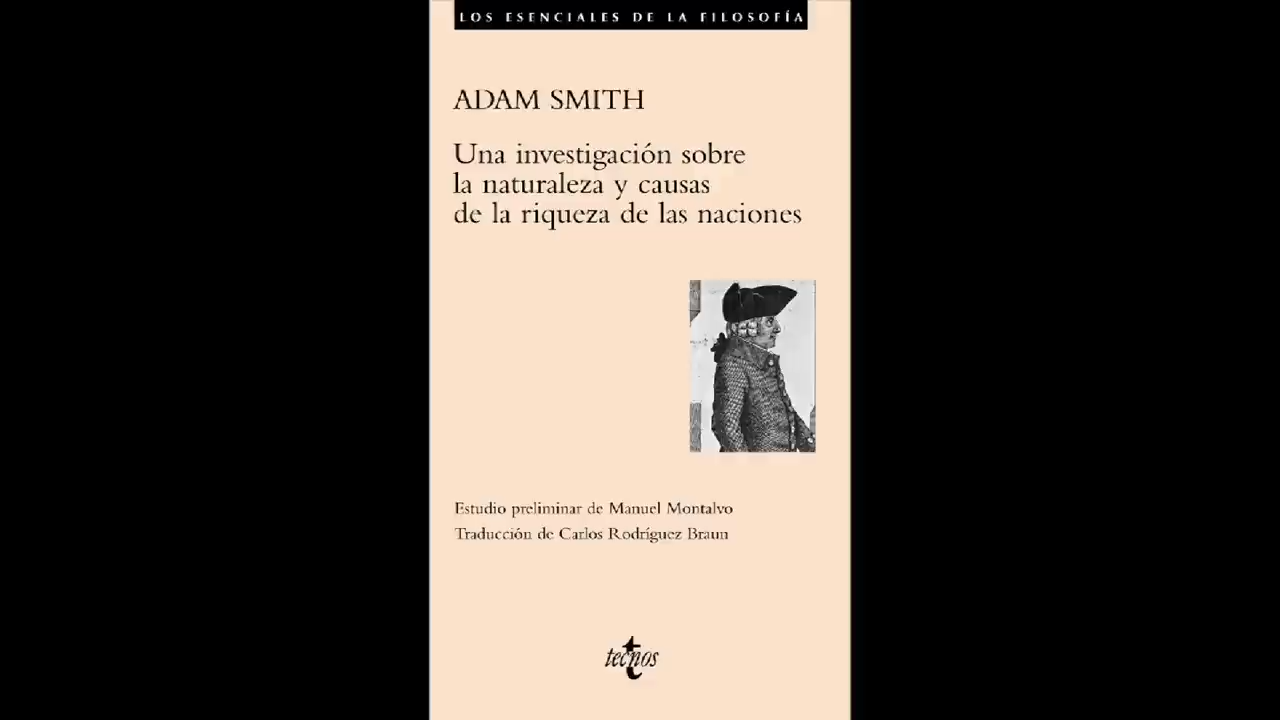 LOS ESENCIALES DE LA FILOSOFÍA
ADAM SMITH
Una investigación sobre
la naturaleza y causas
de la riqueza de las naciones
Estudio preliminar de Manuel Montalvo
Traducción de Carlos Rodríguez Braun
tecnos